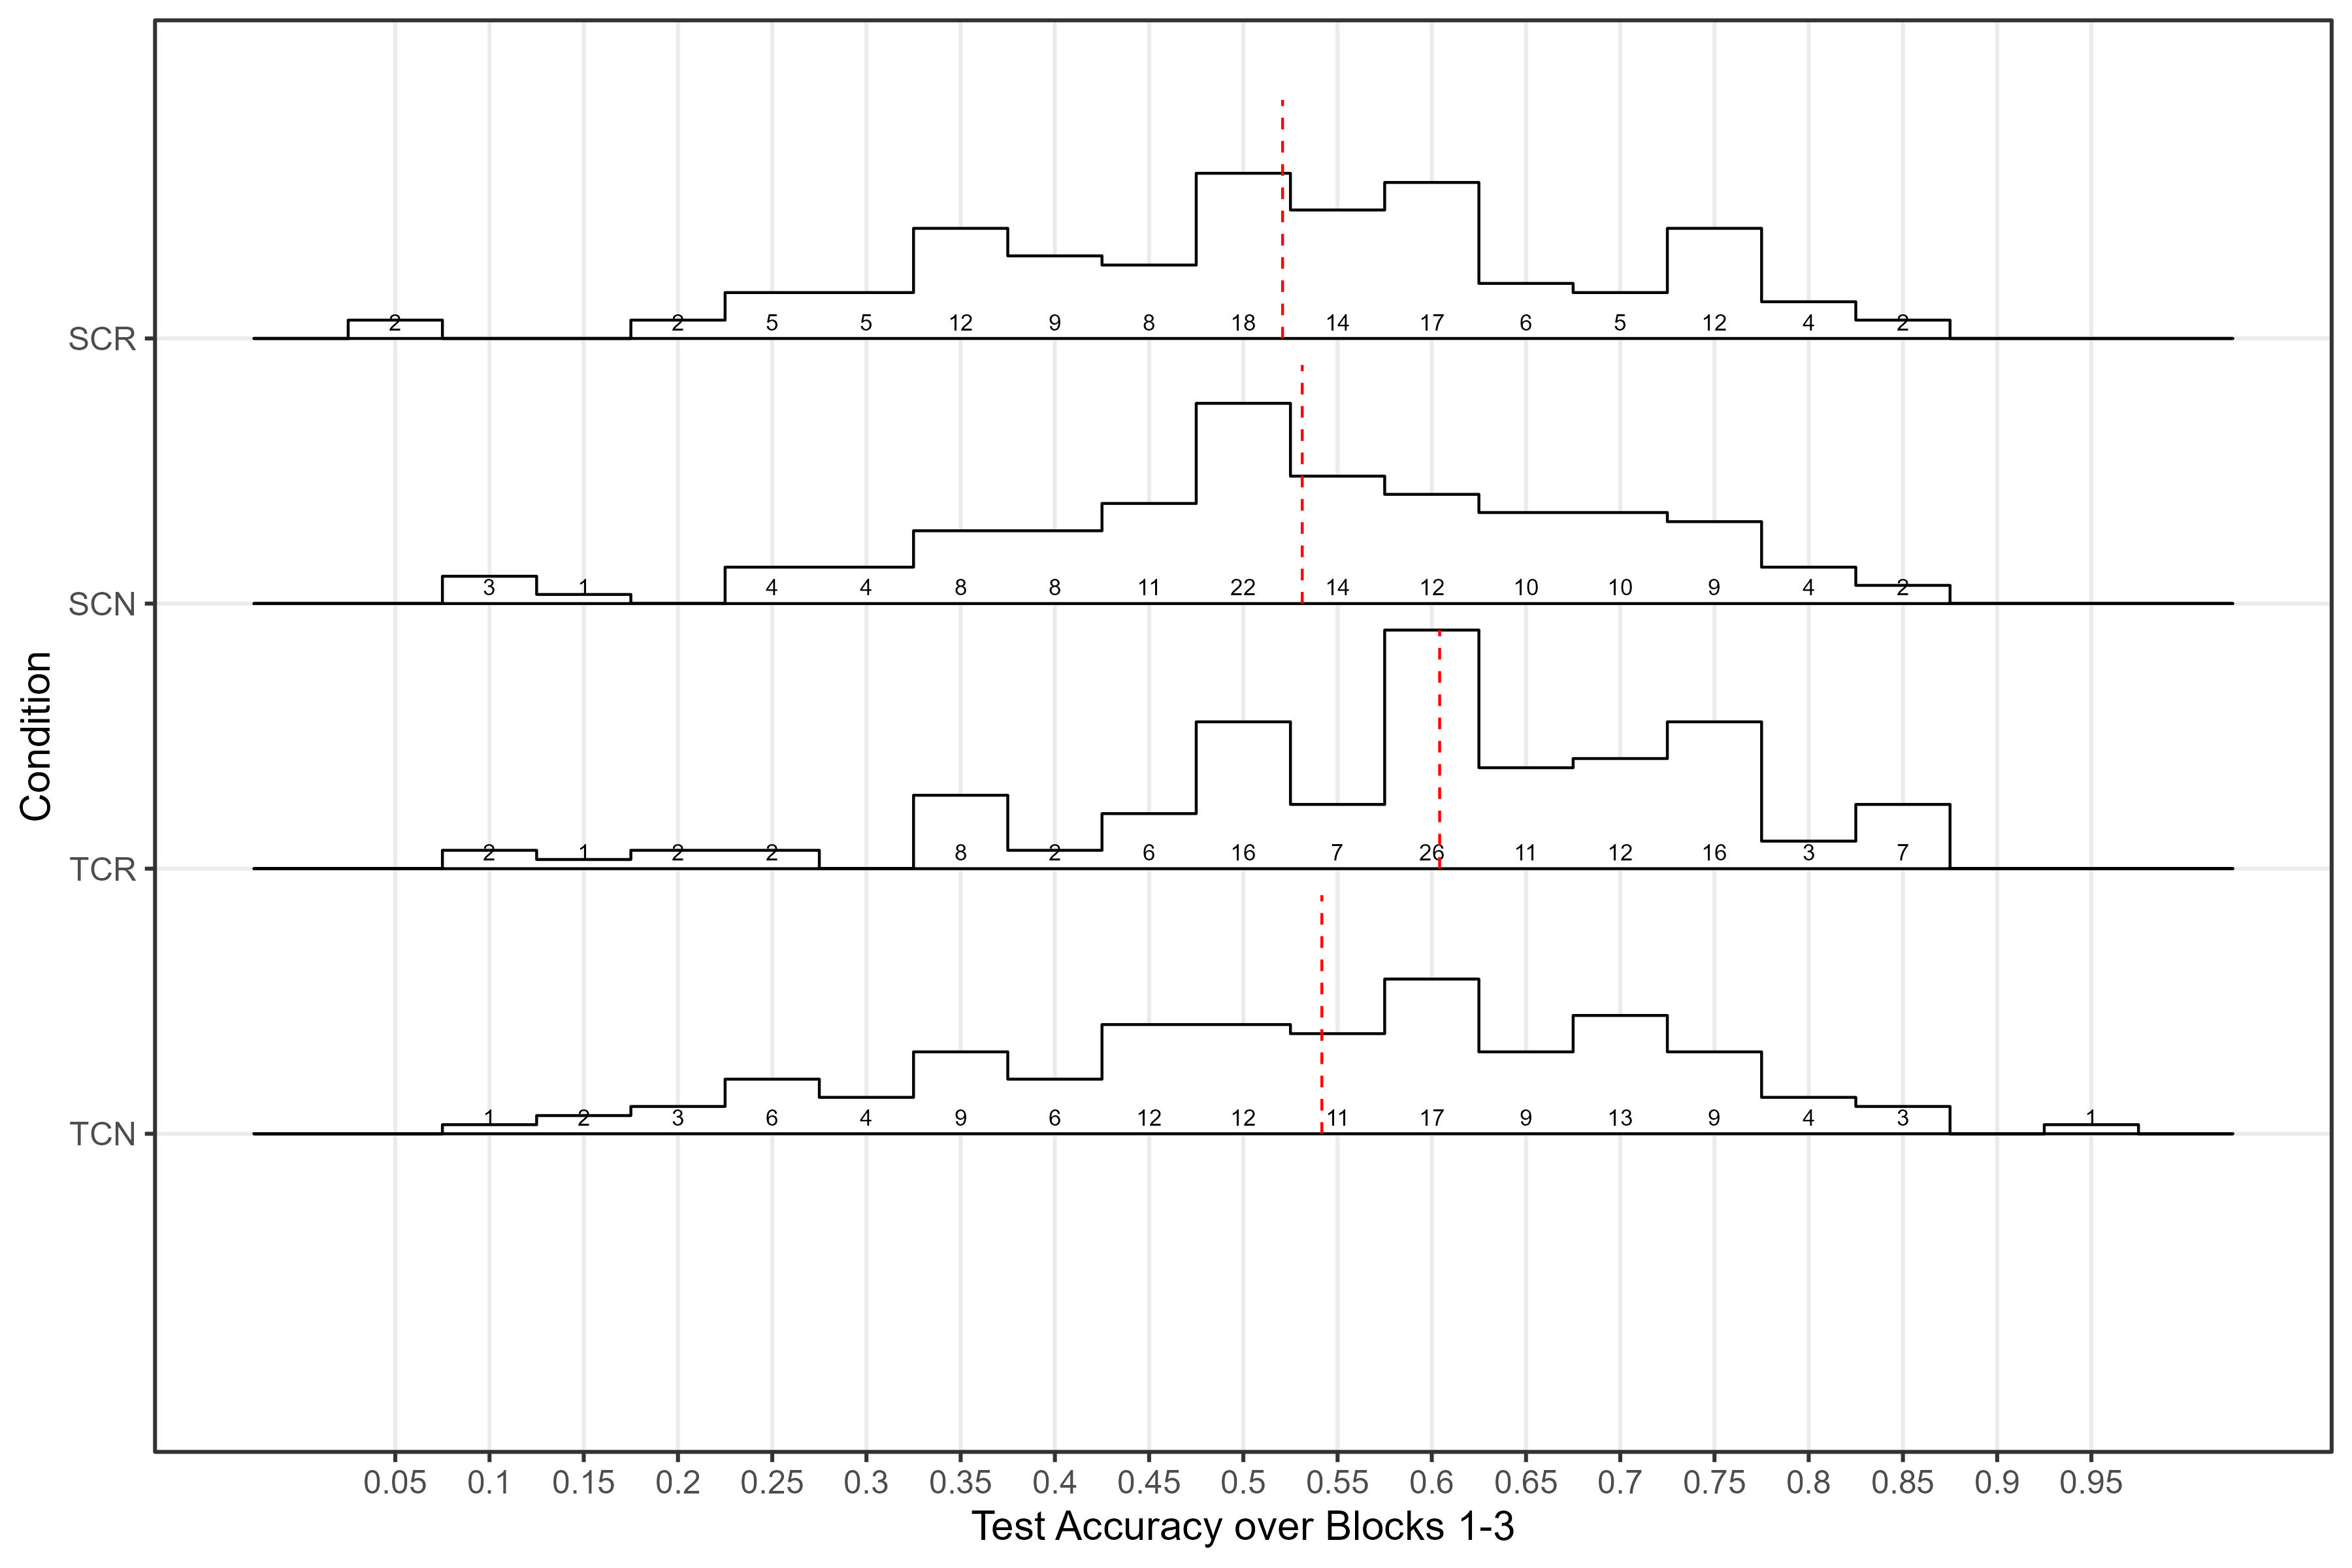 SCR
2 2 5 5 12 9 8 18 14 17 6 5 12 4 2
SCN
3 1 4 4 8 8 11 22 14 12 10 10 9 4 2
Condition
TCR
2 1 2 2 8 2 6 16 7 26 11 12 16 3 7
TCN
1 2 3 6 4 9 6 12 12 11 17 9 13 9 4 3 1
0.05 0.1 0.15 0.2 0.25 0.3 0.35 0.4 0.45 0.5 0.55 0.6 0.65 0.7 0.75 0.8 0.85 0.9 0.95
Test Accuracy over Blocks 1-3